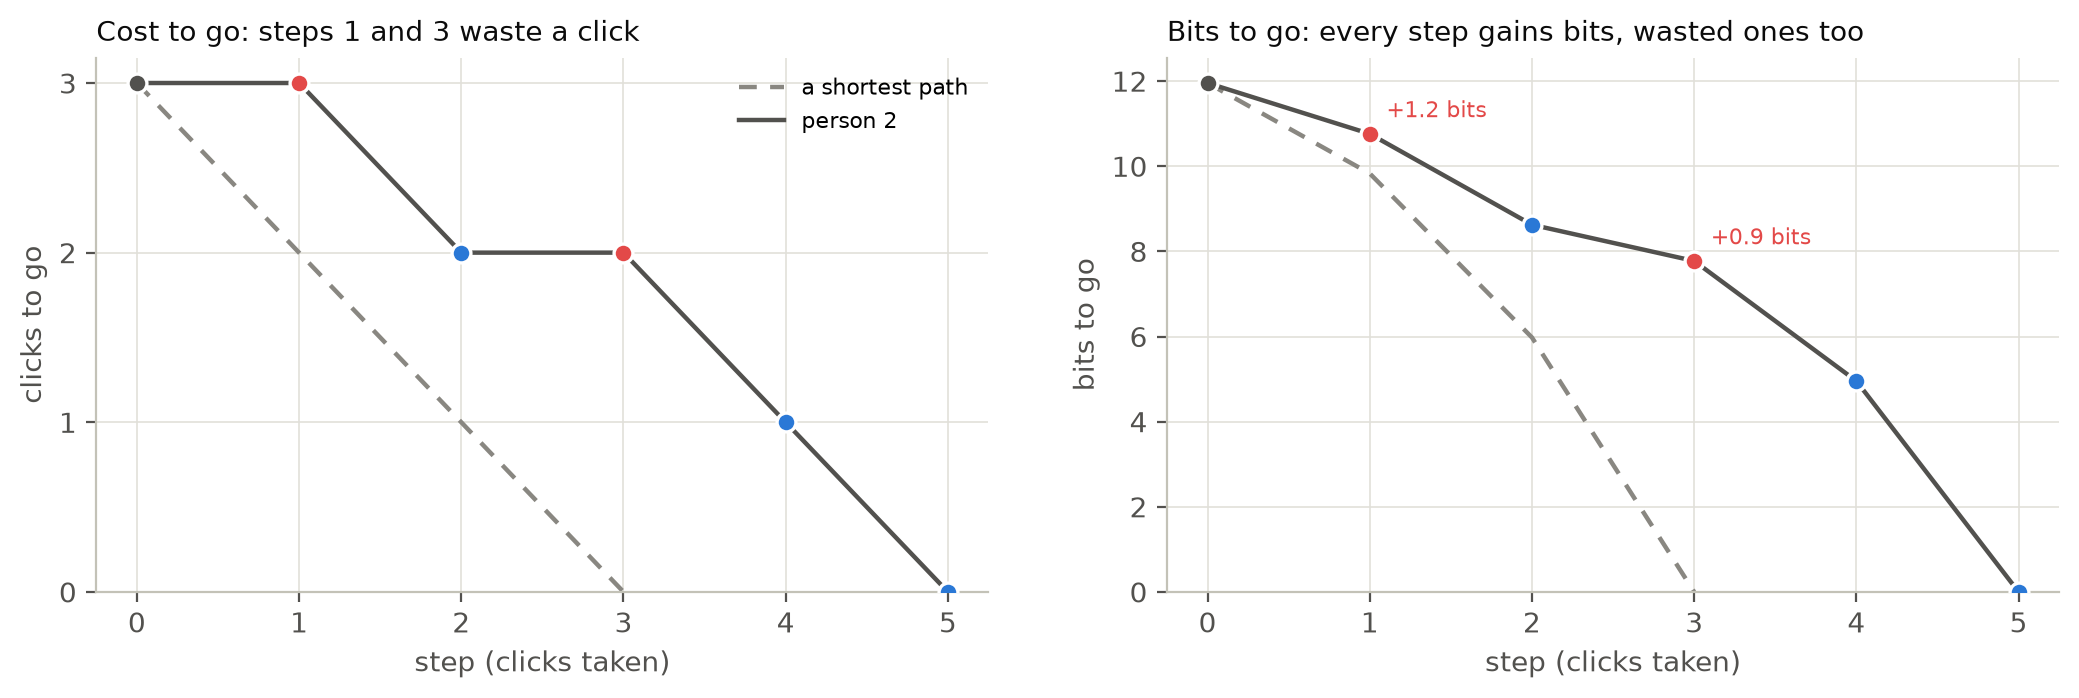 Cost to go: steps 1 and 3 waste a click
a shortest path
person 2
3
2
1
0
clicks to go
0 1 2 3 4 5
step (clicks taken)
Bits to go: every step gains bits, wasted ones too
+1.2 bits
+0.9 bits
12
10
8
6
4
2
0
bits to go
0 1 2 3 4 5
step (clicks taken)